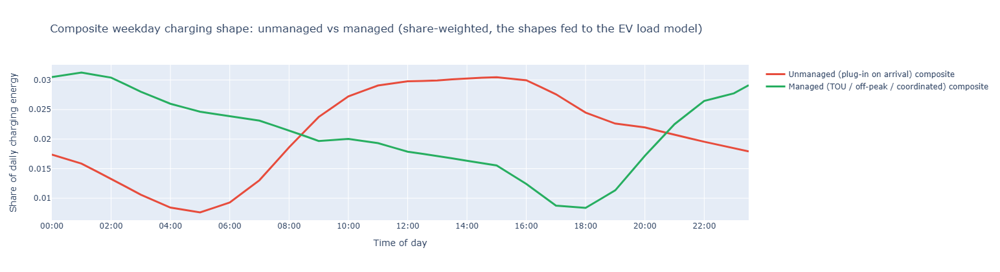 Composite weekday charging shape: unmanaged vs managed (share-weighted, the shapes fed to the EV load model)
Unmanaged (plug-in on arrival) composite
Managed (TOU / off-peak / coordinated) composite
Share of daily charging energy
0.03
0.025
0.02
0.015
0.01
00:00 02:00 04:00 06:00 08:00 10:00 12:00 14:00 16:00 18:00 20:00 22:00
Time of day